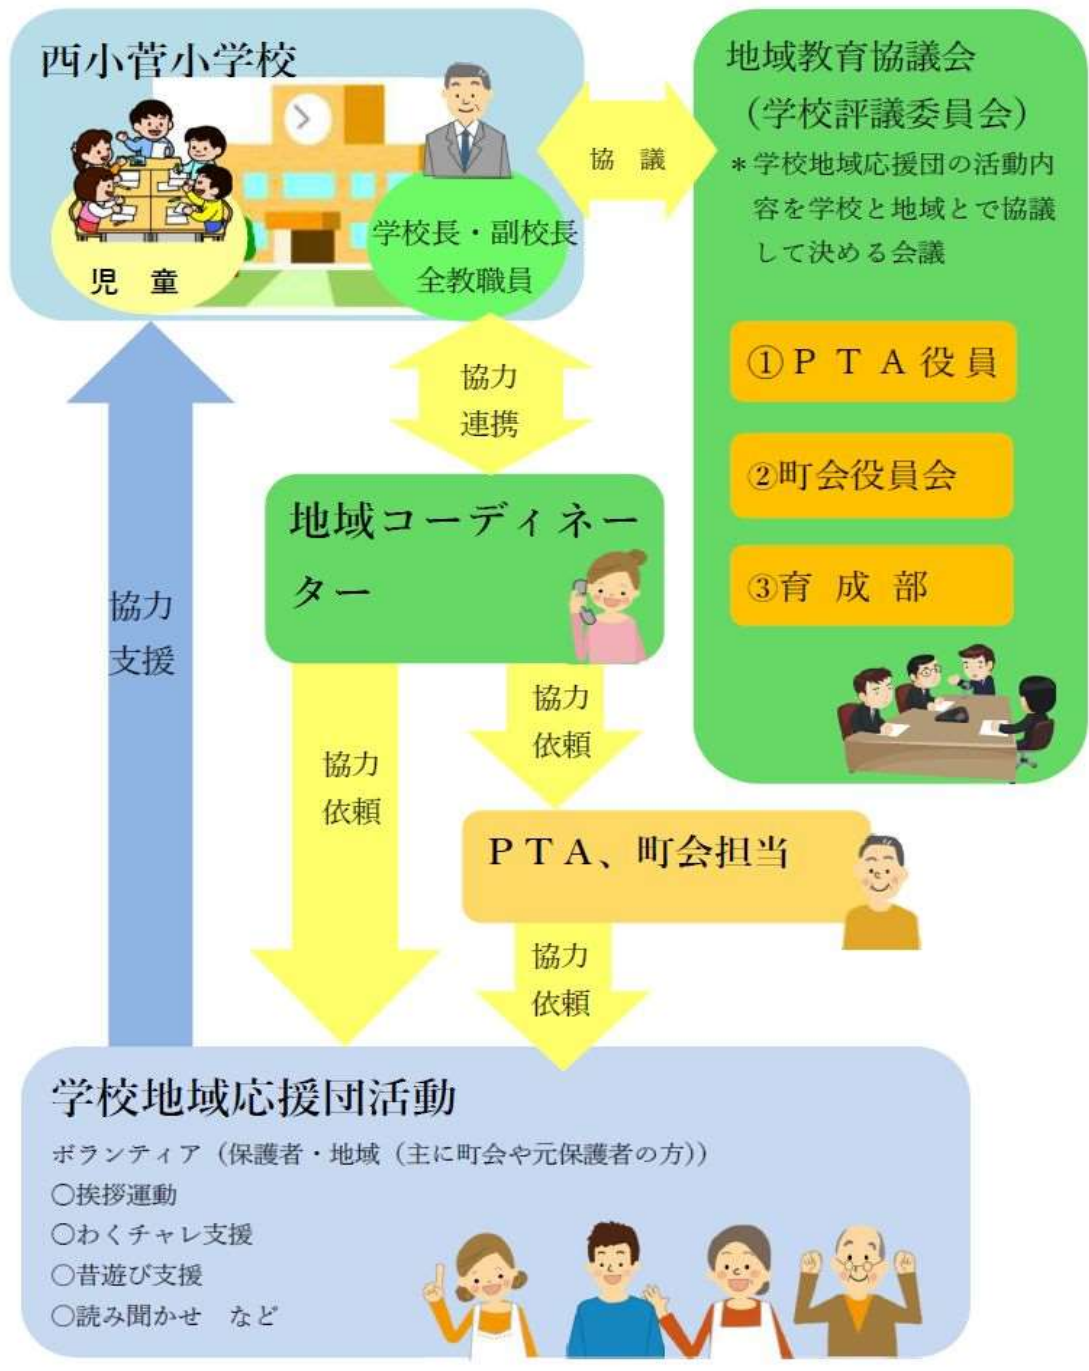 西小菅小学校
児 童
学校長・副校長
全教職員
協 議
地域教育協議会
（学校評議委員会）
＊学校地域応援団の活動内
容を学校と地域とで協議
して決める会議
①ＰＴＡ役員
②町会役員会
③育成部
協力
連携
地域コーディネー
ター
協力
支援
協力
依頼
協力
依頼
ＰＴＡ、町会担当
協力
依頼
学校地域応援団活動
ボランティア（保護者・地域（主に町会や元保護者の方））
○挨拶運動
○わくチャレ支援
○昔遊び支援
○読み聞かせ　など